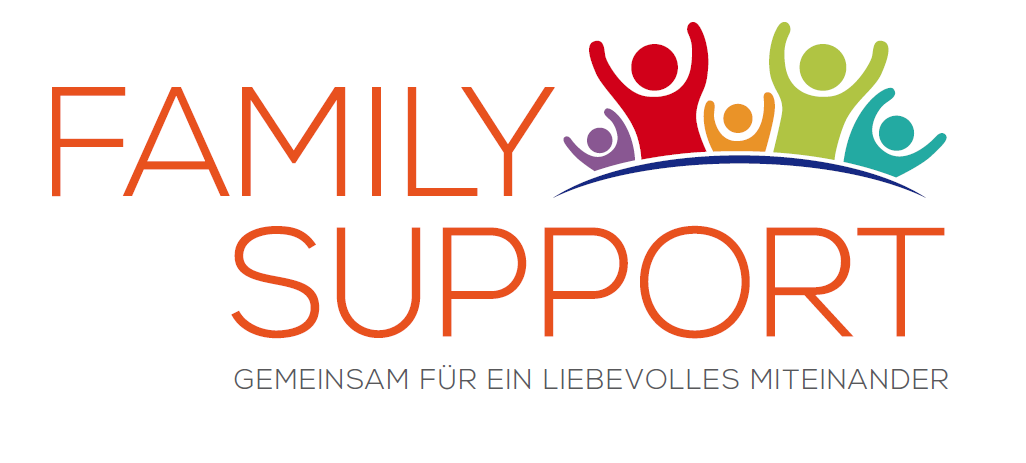 FAMILY
SUPPORT
GEMEINSAM FÜR EIN LIEBEVOLLES MITEINANDER